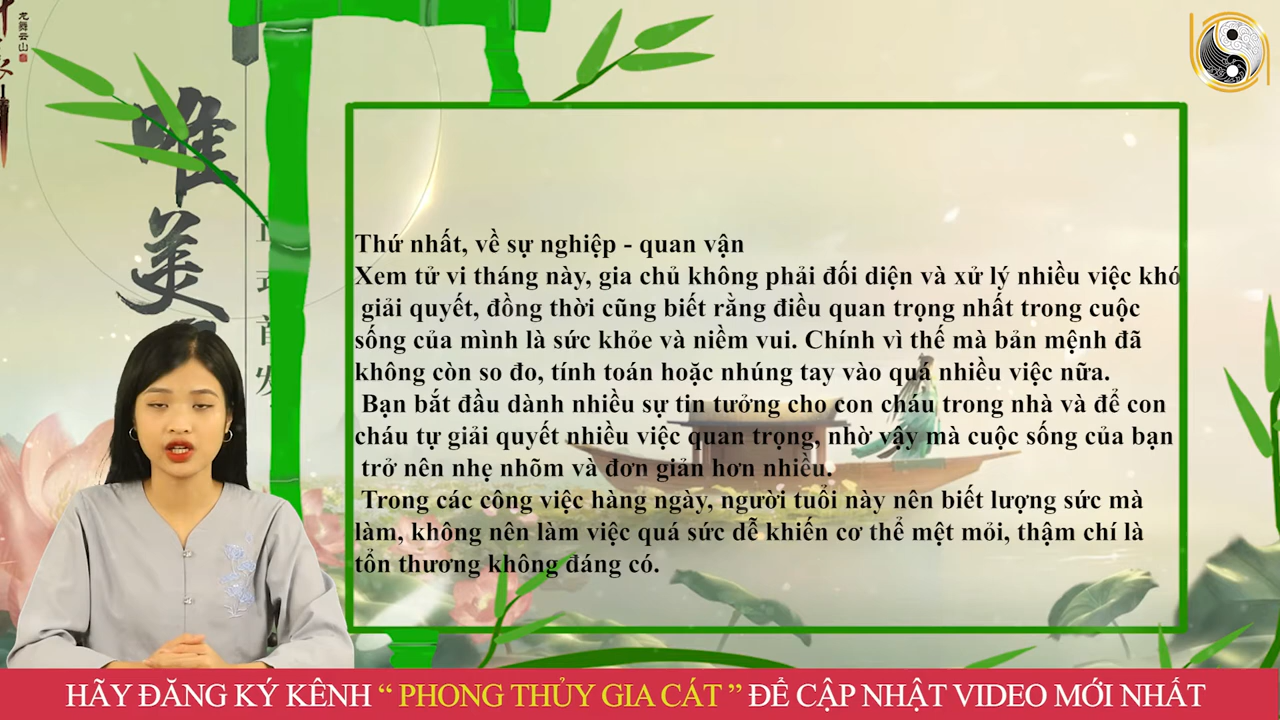 龙舞云山
唯
美
Thứ nhất, về sự nghiệp - quan vận
Xem tử vi tháng này, gia chủ không phải đối diện và xử lý nhiều việc khó
giải quyết, đồng thời cũng biết rằng điều quan trọng nhất trong cuộc
sống của mình là sức khỏe và niềm vui. Chính vì thế mà bản mệnh đã
không còn so đo, tính toán hoặc nhúng tay vào quá nhiều việc nữa.
Bạn bắt đầu dành nhiều sự tin tưởng cho con cháu trong nhà và để con
cháu tự giải quyết nhiều việc quan trọng, nhờ vậy mà cuộc sống của bạn
trở nên nhẹ nhõm và đơn giản hơn nhiều.
Trong các công việc hàng ngày, người tuổi này nên biết lượng sức mà
làm, không nên làm việc quá sức dễ khiến cơ thể mệt mỏi, thậm chí là
tổn thương không đáng có.
HÃY ĐĂNG KÝ KÊNH “ PHONG THỦY GIA CÁT ” ĐỂ CẬP NHẬT VIDEO MỚI NHẤT